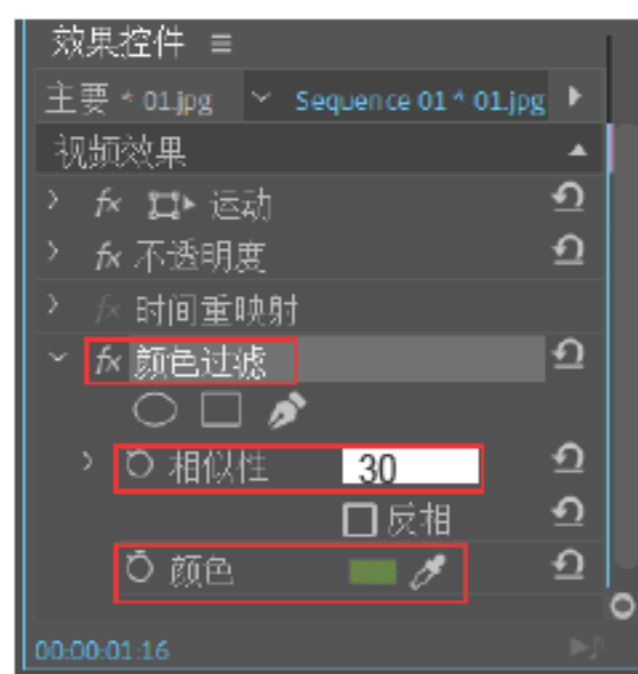 效果控件 ≡
主要 * 01.jpg Sequence 01 * 01.jpg
视频效果
fx 运动
fx 不透明度
fx 时间重映射
fx 颜色过滤
相似性 30
反相
颜色
00:00:01:16